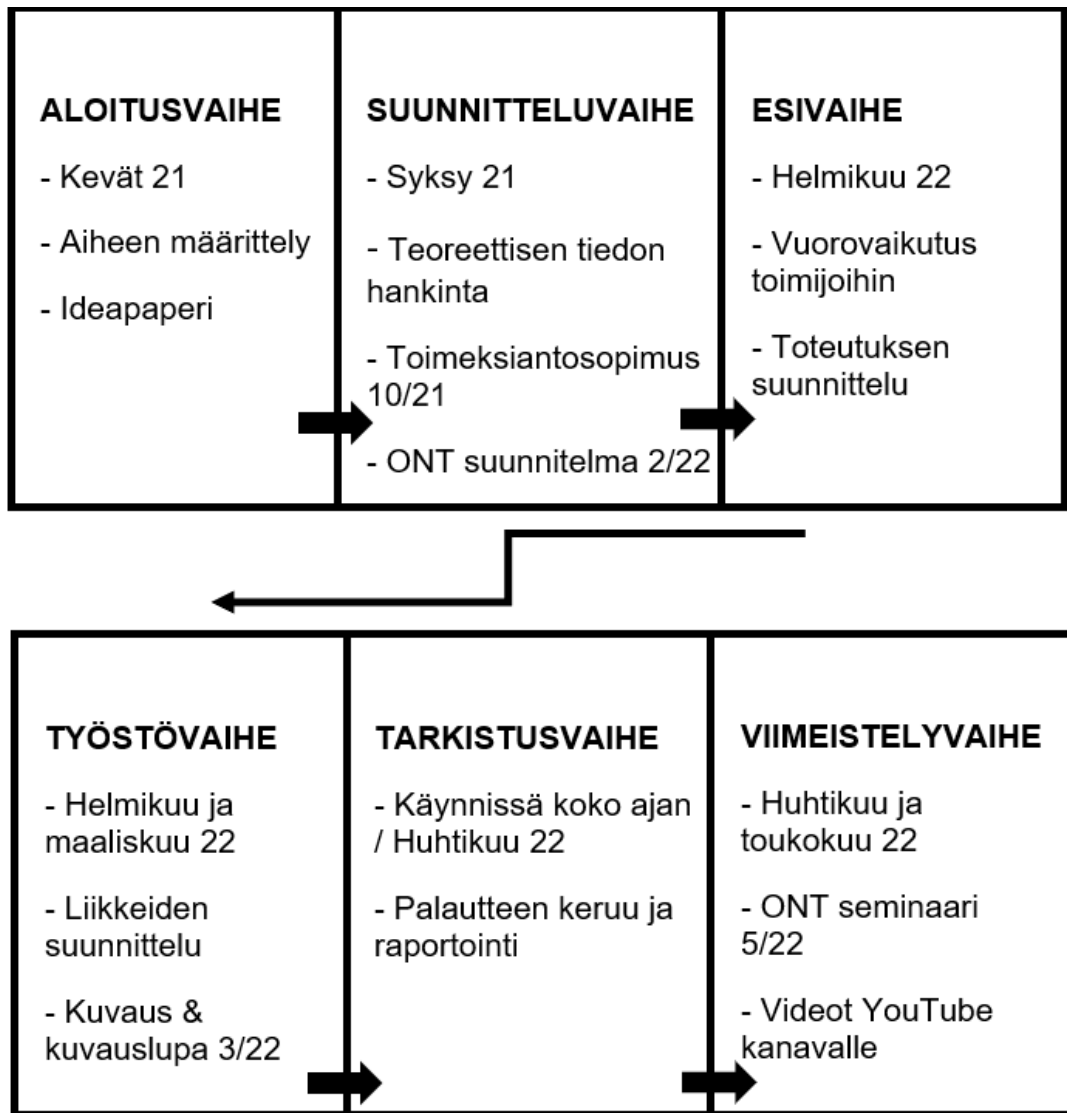 ALOITUSVAIHE
- Kevät 21
- Aiheen määrittely
- Ideapaperi
SUUNNITTELUVAIHE
- Syksy 21
- Teoreettisen tiedon
hankinta
- Toimeksiantosopimus
10/21
- ONT suunnitelma 2/22
ESIVAIHE
- Helmikuu 22
- Vuorovaikutus
toimijoihin
- Toteutuksen
suunnittelu
TYÖSTÖVAIHE
- Helmikuu ja
maaliskuu 22
- Liikkeiden
suunnittelu
- Kuvaus &
kuvauslupa 3/22
TARKISTUSVAIHE
- Käynnissä koko ajan
/ Huhtikuu 22
- Palautteen keruu ja
raportointi
VIIMEISTELYVAIHE
- Huhtikuu ja
toukokuu 22
- ONT seminaari
5/22
- Videot YouTube
kanavalle